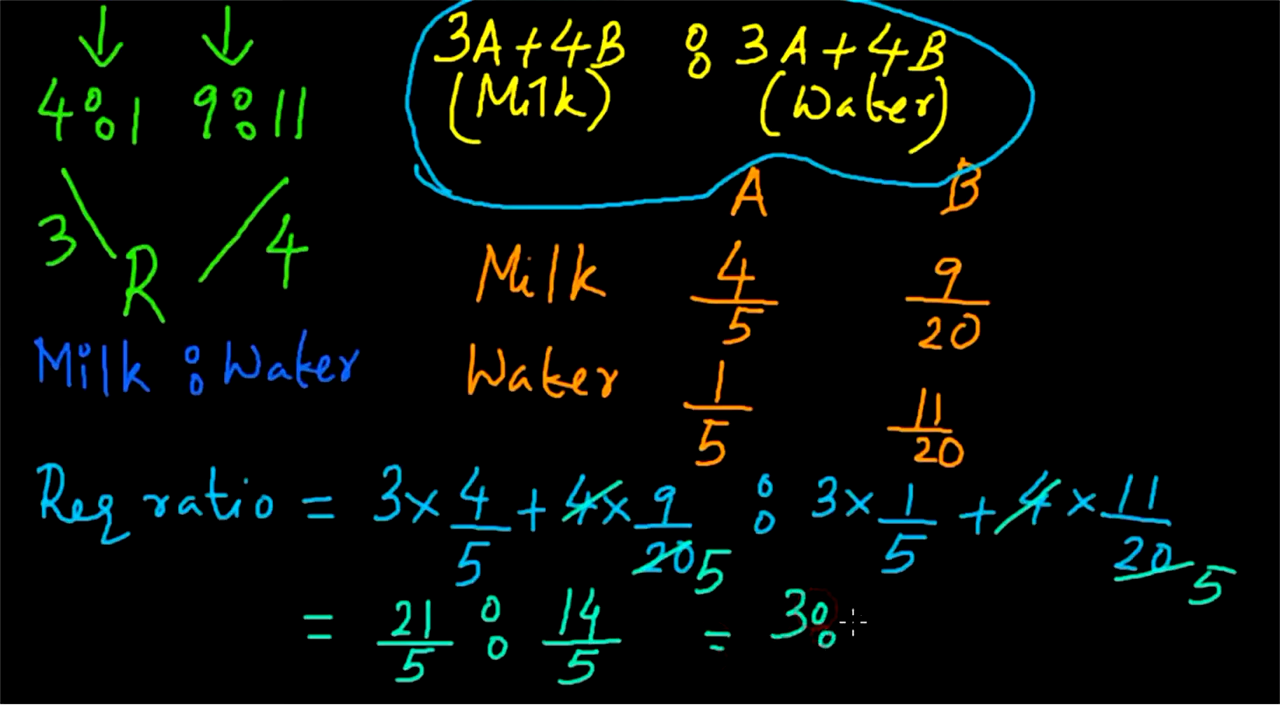 4:1 9:11
3A+4B : 3A+4B
(Milk) (Water)
A B
3 R 4
Milk 4/5 9/20
Milk : Water
Water 1/5 11/20
Req ratio = 3×4/5 + 4×9/20 5 : 3×1/5 + 4×11/20 5
= 21/5 : 14/5 = 3: